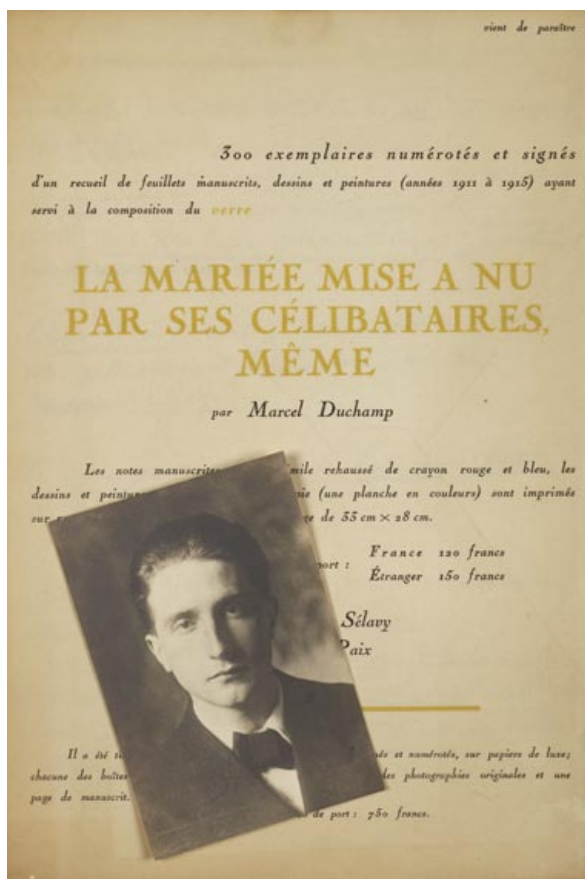 vient de paraître
300 exemplaires numérotés et signés
d'un recueil de feuillets manuscrits, dessins et peintures (années 1911 à 1915) ayant
servi à la composition du verre
LA MARIÉE MISE A NU
PAR SES CÉLIBATAIRES,
MÊME
par Marcel Duchamp
Les notes manuscrites mile rehaussé de crayon rouge et bleu, les
dessins et peintur ie (une planche en couleurs) sont imprimés
sur e de 33 cm × 28 cm.
France 120 francs
ort :
Étranger 150 francs
Sélavy
Paix
Il a été és et numérotés, sur papiers de luxe;
chacune des boîtes des photographies originales et une
page de manuscrit. de port : 750 francs.